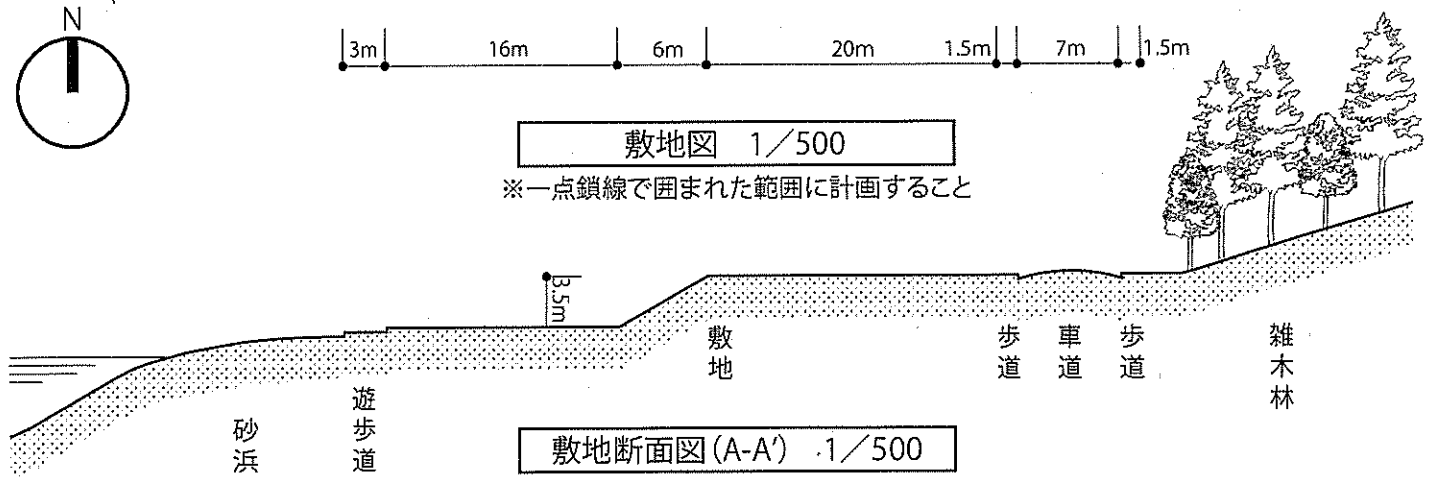 N
3m 16m 6m 20m 1.5m 7m 1.5m
敷地図 1／500
※一点鎖線で囲まれた範囲に計画すること
3.5m
敷地
歩道
車道
歩道
雑木林
砂浜
遊歩道
敷地断面図(A-A′) 1／500